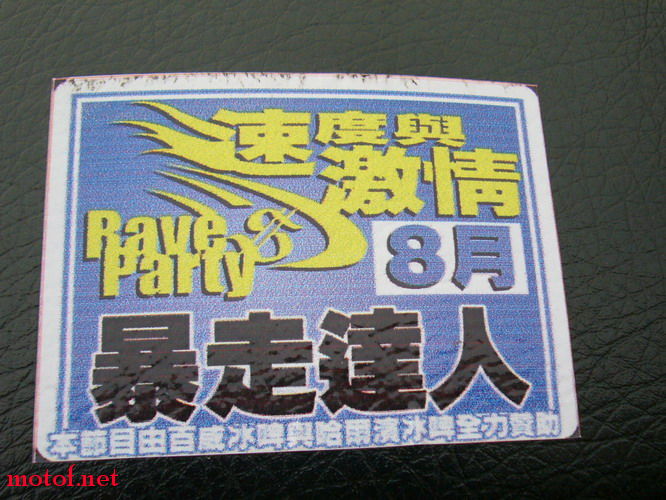 速度與
激情
Rave
Party
8月
暴走達人
本節目由百威冰啤與哈爾濱冰啤全力贊助
motof.net